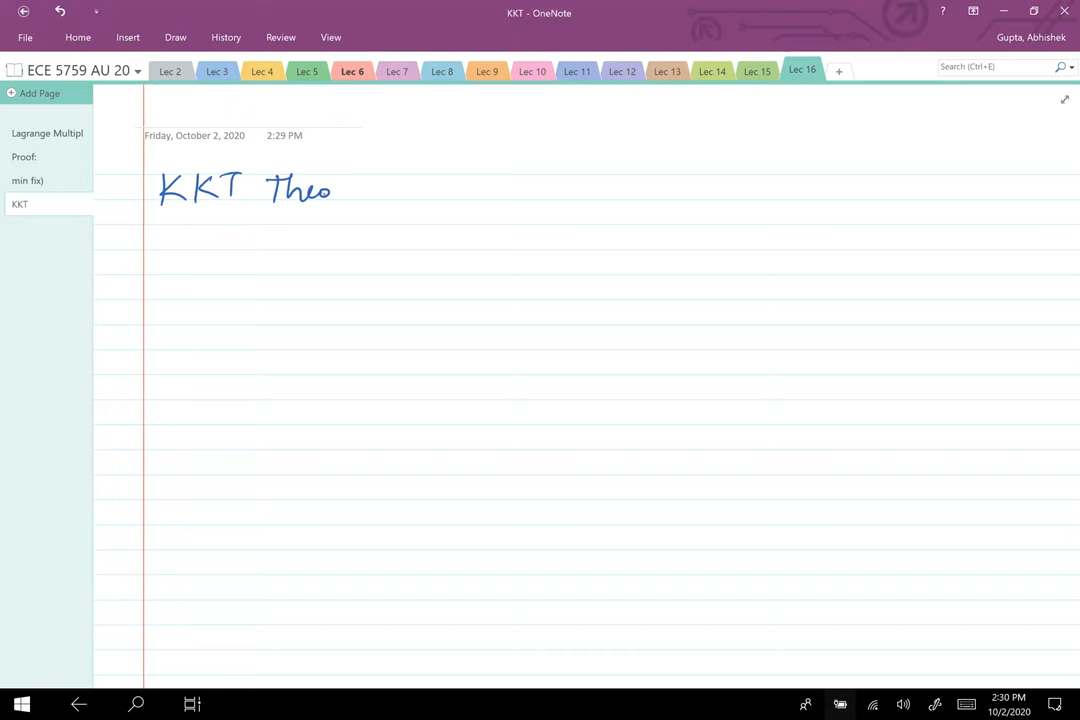 KKT - OneNote
?
File
Home
Insert
Draw
History
Review
View
Gupta, Abhishek
ECE 5759 AU 20
Lec 2
Lec 3
Lec 4
Lec 5
Lec 6
Lec 7
Lec 8
Lec 9
Lec 10
Lec 11
Lec 12
Lec 13
Lec 14
Lec 15
Lec 16
Search (Ctrl+E)
Add Page
Lagrange Multipl
Proof:
min fix)
KKT
Friday, October 2, 2020 2:29 PM
KKT Theo
2:30 PM
10/2/2020